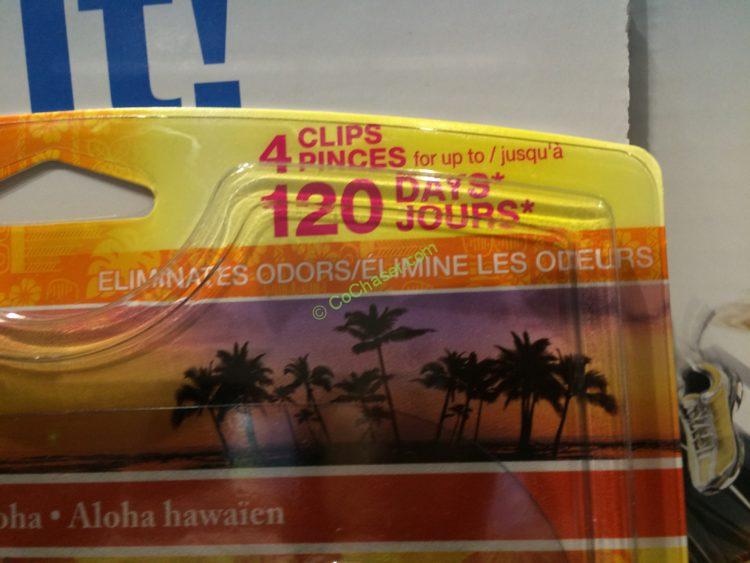 It!
4 CLIPS
PINCES for up to / jusqu'à
120 DAYS*
JOURS*
ELIMINATES ODORS/ÉLIMINE LES ODEURS
© CoChaser.com
oha • Aloha hawaïen